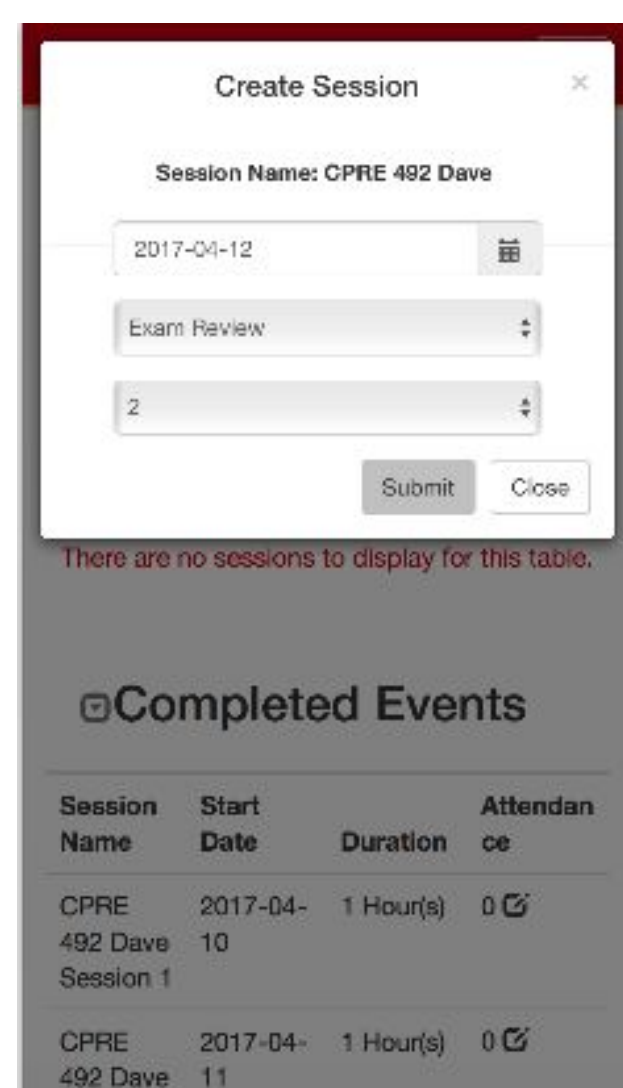 Create Session ×
Session Name: CPRE 492 Dave
2017-04-12
Exam Review
2
Submit Close
There are no sessions to display for this table.
Completed Events
Session Name Start Date Duration Attendance
CPRE 492 Dave Session 1 2017-04-10 1 Hour(s) 0
CPRE 492 Dave 2017-04-11 1 Hour(s) 0